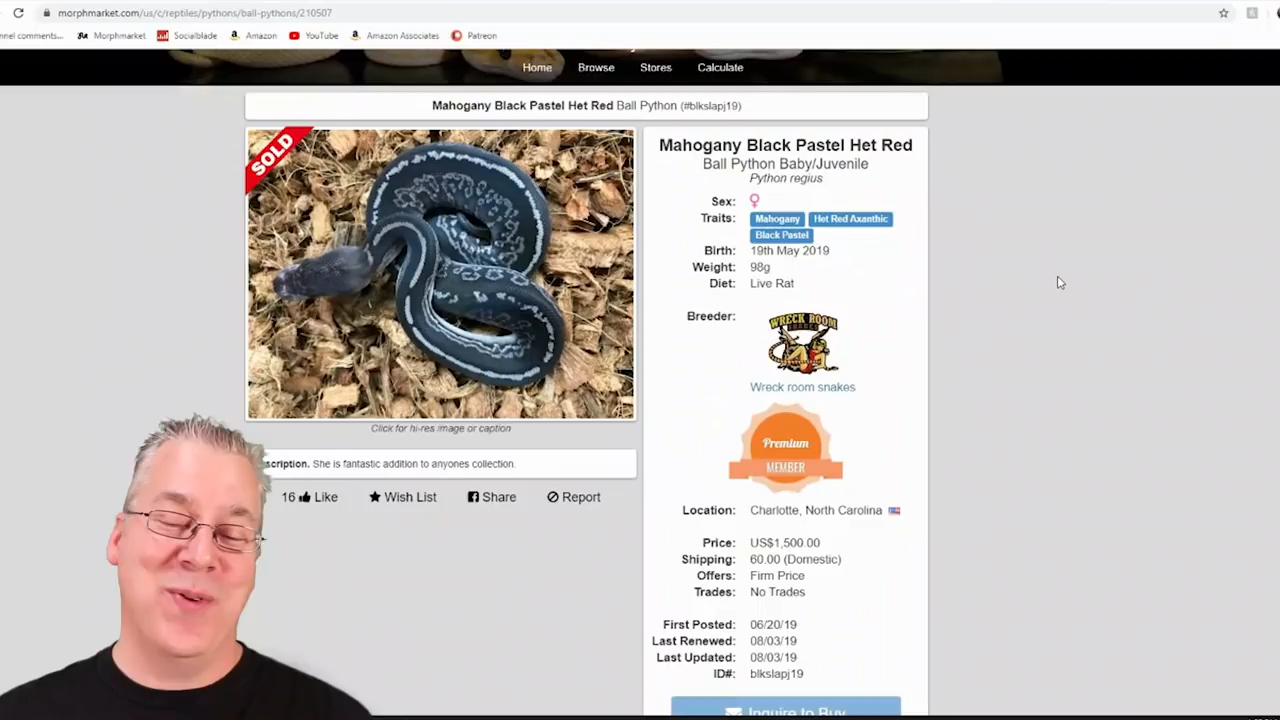 morphmarket.com/us/c/reptiles/pythons/ball-pythons/210507
nnel comments... Morphmarket Socialblade Amazon YouTube Amazon Associates Patreon
Home Browse Stores Calculate
Mahogany Black Pastel Het Red Ball Python (#blkslapj19)
SOLD
Click for hi-res image or caption
scription. She is fantastic addition to anyones collection.
16 Like Wish List Share Report
Mahogany Black Pastel Het Red
Ball Python Baby/Juvenile
Python regius
Sex: ♀
Traits: Mahogany Het Red Axanthic
Black Pastel
Birth: 19th May 2019
Weight: 98g
Diet: Live Rat
Breeder:
WRECK ROOM
SNAKES
Wreck room snakes
Premium
MEMBER
Location: Charlotte, North Carolina
Price: US$1,500.00
Shipping: 60.00 (Domestic)
Offers: Firm Price
Trades: No Trades
First Posted: 06/20/19
Last Renewed: 08/03/19
Last Updated: 08/03/19
ID#: blkslapj19
Inquire to Buy